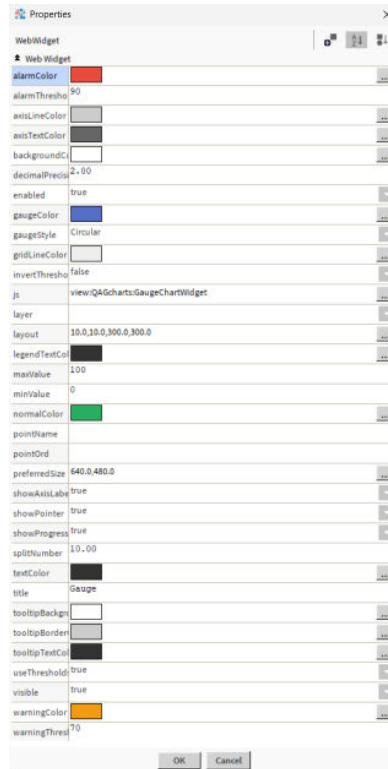 Properties
WebWidget
Web Widget
alarmColor
alarmThresho 90
axisLineColor
axisTextColor
backgroundCo
decimalPrecisi 2.00
enabled true
gaugeColor
gaugeStyle Circular
gridLineColor
invertThresho false
js view:QAGcharts:GaugeChartWidget
layer
layout 10.0,10.0,300.0,300.0
legendTextCol
maxValue 100
minValue 0
normalColor
pointName
pointOrd
preferredSize 640.0,480.0
showAxisLabe true
showPointer true
showProgress true
splitNumber 10.00
textColor
title Gauge
tooltipBackgro
tooltipBorder
tooltipTextCol
useThreshold: true
visible true
warningColor
warningThresl 70
OK Cancel